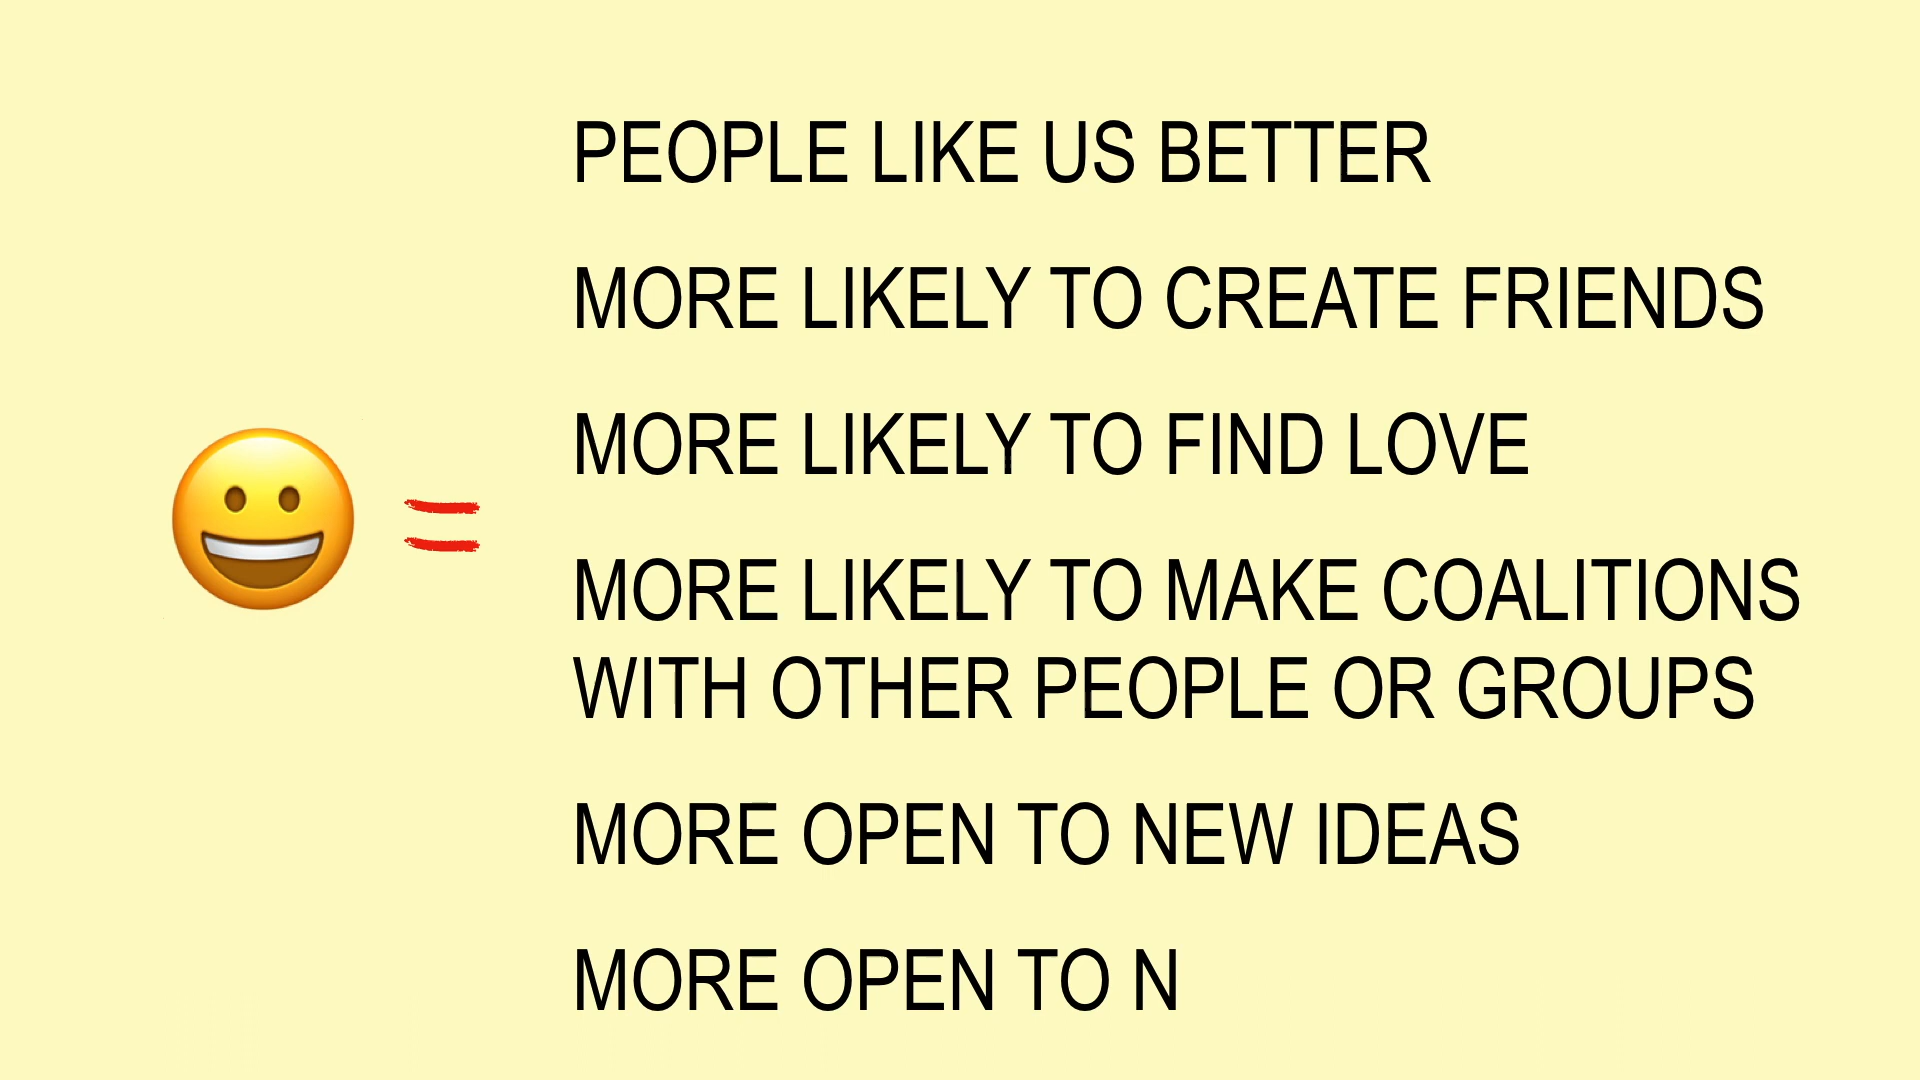 PEOPLE LIKE US BETTER
MORE LIKELY TO CREATE FRIENDS
MORE LIKELY TO FIND LOVE
MORE LIKELY TO MAKE COALITIONS
WITH OTHER PEOPLE OR GROUPS
MORE OPEN TO NEW IDEAS
MORE OPEN TO N